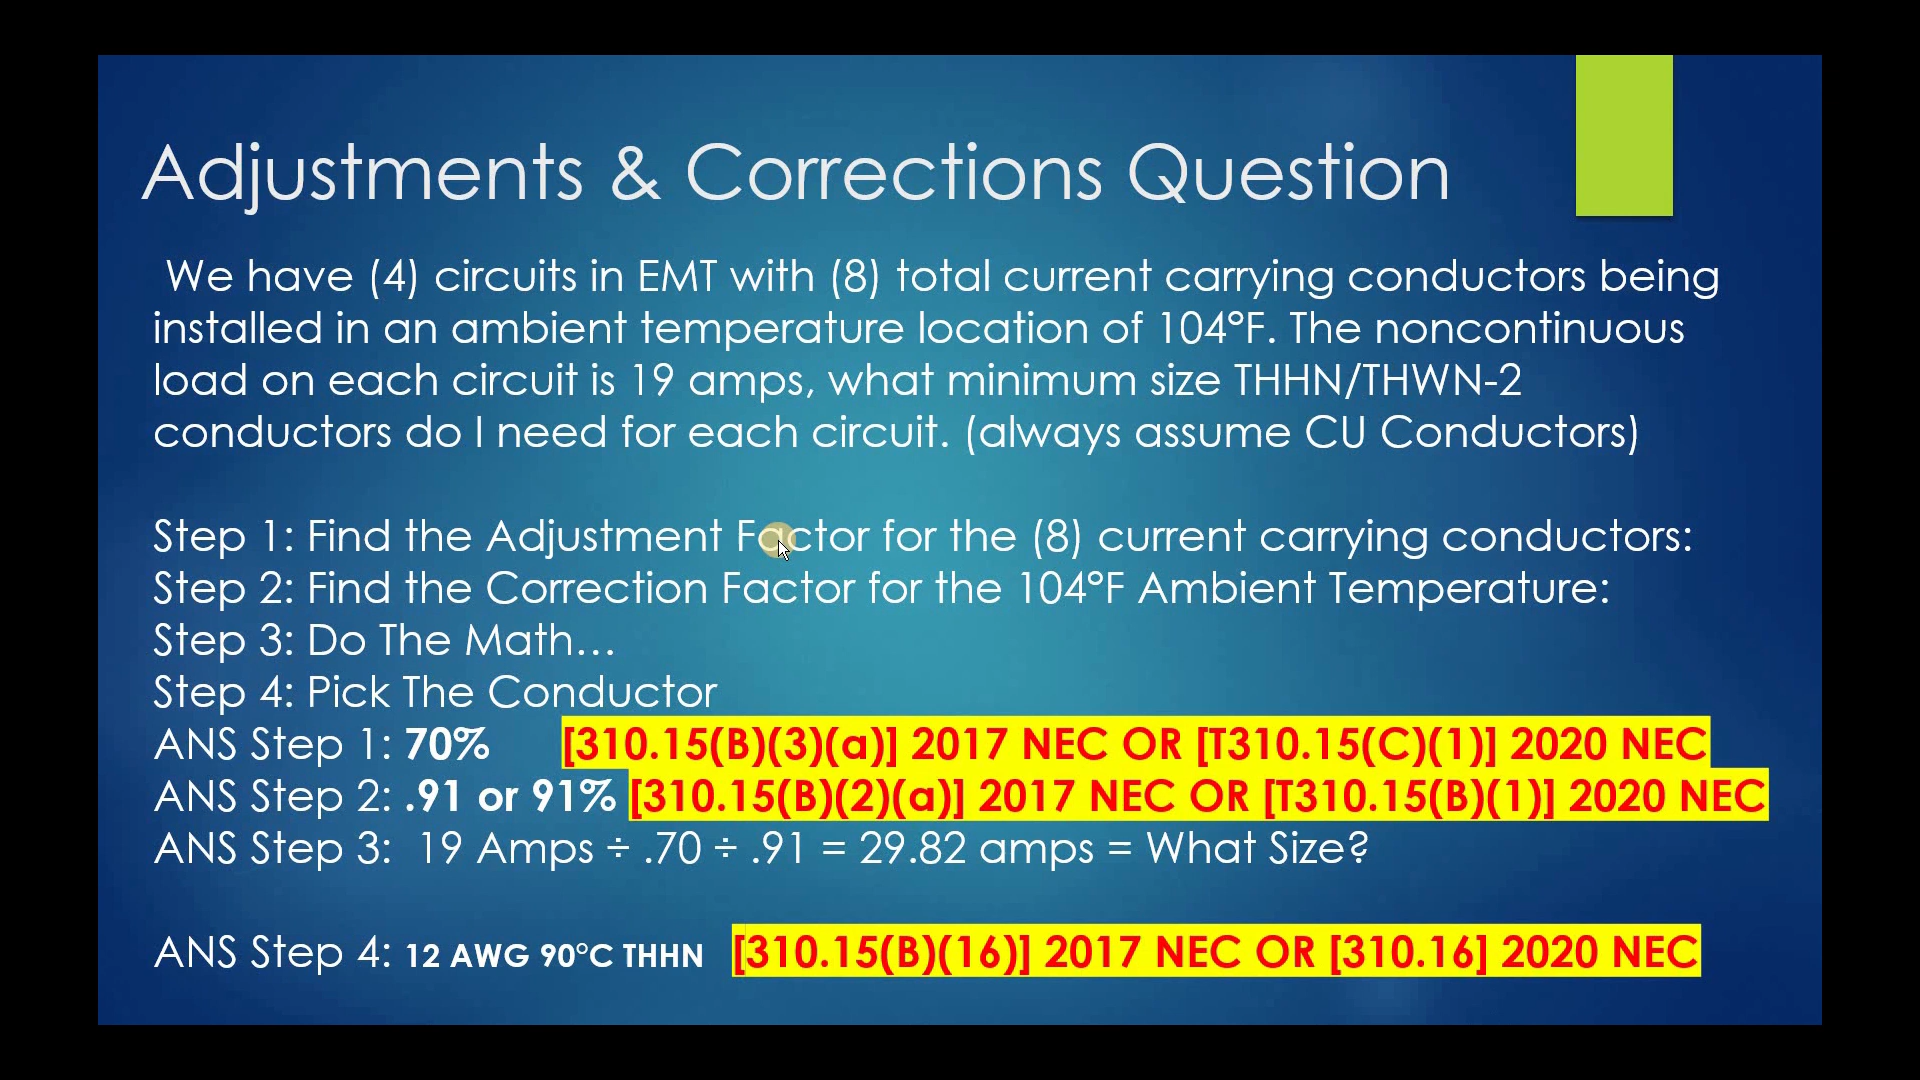 Adjustments & Corrections Question
We have (4) circuits in EMT with (8) total current carrying conductors being
installed in an ambient temperature location of 104°F. The noncontinuous
load on each circuit is 19 amps, what minimum size THHN/THWN-2
conductors do I need for each circuit. (always assume CU Conductors)
Step 1: Find the Adjustment Factor for the (8) current carrying conductors:
Step 2: Find the Correction Factor for the 104°F Ambient Temperature:
Step 3: Do The Math...
Step 4: Pick The Conductor
ANS Step 1: 70% [310.15(B)(3)(a)] 2017 NEC OR [T310.15(C)(1)] 2020 NEC
ANS Step 2: .91 or 91% [310.15(B)(2)(a)] 2017 NEC OR [T310.15(B)(1)] 2020 NEC
ANS Step 3: 19 Amps ÷ .70 ÷ .91 = 29.82 amps = What Size?
ANS Step 4: 12 AWG 90°C THHN [310.15(B)(16)] 2017 NEC OR [310.16] 2020 NEC